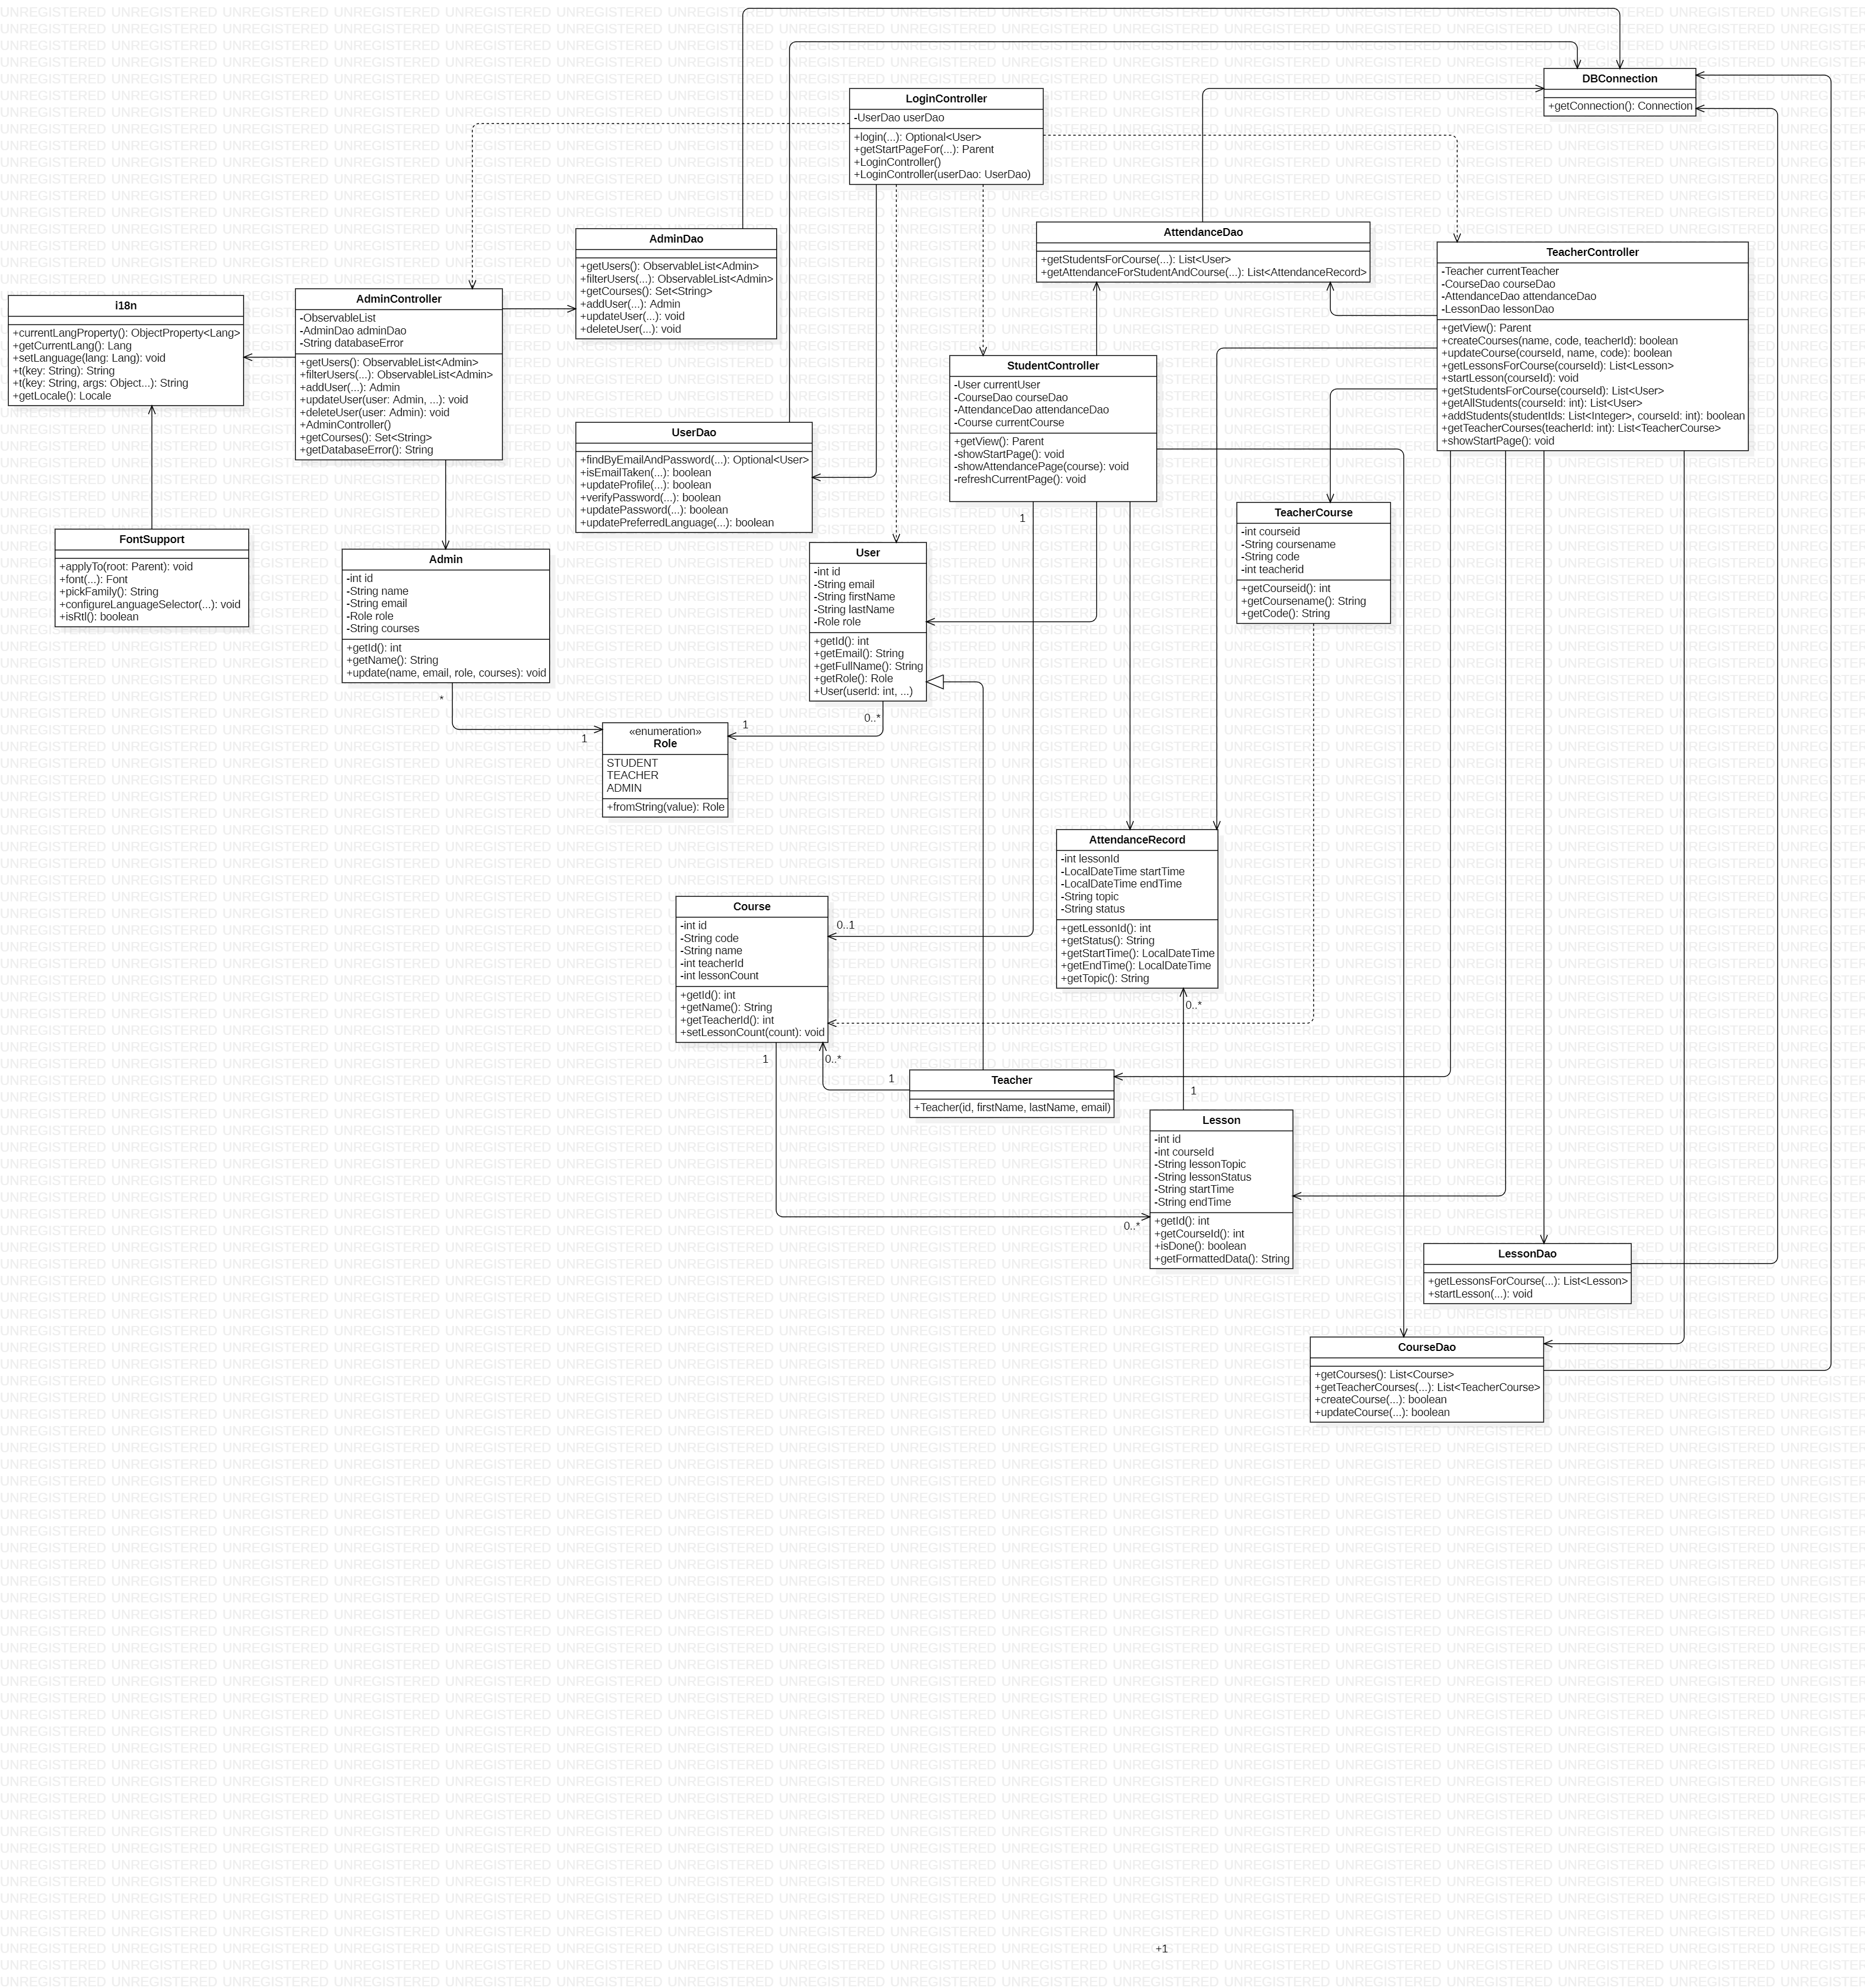 DBConnection
+getConnection(): Connection
LoginController
-UserDao userDao
+login(...): Optional<User>
+getStartPageFor(...): Parent
+LoginController()
+LoginController(userDao: UserDao)
AdminDao
+getUsers(): ObservableList<Admin>
+filterUsers(...): ObservableList<Admin>
+getCourses(): Set<String>
+addUser(...): Admin
+updateUser(...): void
+deleteUser(...): void
AttendanceDao
+getStudentsForCourse(...): List<User>
+getAttendanceForStudentAndCourse(...): List<AttendanceRecord>
TeacherController
-Teacher currentTeacher
-CourseDao courseDao
-AttendanceDao attendanceDao
-LessonDao lessonDao
+getView(): Parent
+createCourses(name, code, teacherId): boolean
+updateCourse(courseId, name, code): boolean
+getLessonsForCourse(courseId): List<Lesson>
+startLesson(courseId): void
+getStudentsForCourse(courseId): List<User>
+getAllStudents(courseId: int): List<User>
+addStudents(studentIds: List<Integer>, courseId: int): boolean
+getTeacherCourses(teacherId: int): List<TeacherCourse>
+showStartPage(): void
i18n
+currentLangProperty(): ObjectProperty<Lang>
+getCurrentLang(): Lang
+setLanguage(lang: Lang): void
+t(key: String): String
+t(key: String, args: Object...): String
+getLocale(): Locale
AdminController
-ObservableList
-AdminDao adminDao
-String databaseError
+getUsers(): ObservableList<Admin>
+filterUsers(...): ObservableList<Admin>
+addUser(...): Admin
+updateUser(user: Admin, ...): void
+deleteUser(user: Admin): void
+AdminController()
+getCourses(): Set<String>
+getDatabaseError(): String
StudentController
-User currentUser
-CourseDao courseDao
-AttendanceDao attendanceDao
-Course currentCourse
+getView(): Parent
-showStartPage(): void
-showAttendancePage(course): void
-refreshCurrentPage(): void
UserDao
+findByEmailAndPassword(...): Optional<User>
+isEmailTaken(...): boolean
+updateProfile(...): boolean
+verifyPassword(...): boolean
+updatePassword(...): boolean
+updatePreferredLanguage(...): boolean
TeacherCourse
-int courseid
-String coursename
-String code
-int teacherid
+getCourseid(): int
+getCoursename(): String
+getCode(): String
1
FontSupport
+applyTo(root: Parent): void
+font(...): Font
+pickFamily(): String
+configureLanguageSelector(...): void
+isRtl(): boolean
Admin
-int id
-String name
-String email
-Role role
-String courses
+getId(): int
+getName(): String
+update(name, email, role, courses): void
User
-int id
-String email
-String firstName
-String lastName
-Role role
+getId(): int
+getEmail(): String
+getFullName(): String
+getRole(): Role
+User(userId: int, ...)
*
1
1
0..*
«enumeration»
Role
STUDENT
TEACHER
ADMIN
+fromString(value): Role
AttendanceRecord
-int lessonId
-LocalDateTime startTime
-LocalDateTime endTime
-String topic
-String status
+getLessonId(): int
+getStatus(): String
+getStartTime(): LocalDateTime
+getEndTime(): LocalDateTime
+getTopic(): String
Course
-int id
-String code
-String name
-int teacherId
-int lessonCount
+getId(): int
+getName(): String
+getTeacherId(): int
+setLessonCount(count): void
0..1
0..*
1
0..*
1
1
Teacher
+Teacher(id, firstName, lastName, email)
Lesson
-int id
-int courseId
-String lessonTopic
-String lessonStatus
-String startTime
-String endTime
+getId(): int
+getCourseId(): int
+isDone(): boolean
+getFormattedData(): String
0..*
LessonDao
+getLessonsForCourse(...): List<Lesson>
+startLesson(...): void
CourseDao
+getCourses(): List<Course>
+getTeacherCourses(...): List<TeacherCourse>
+createCourse(...): boolean
+updateCourse(...): boolean
+1